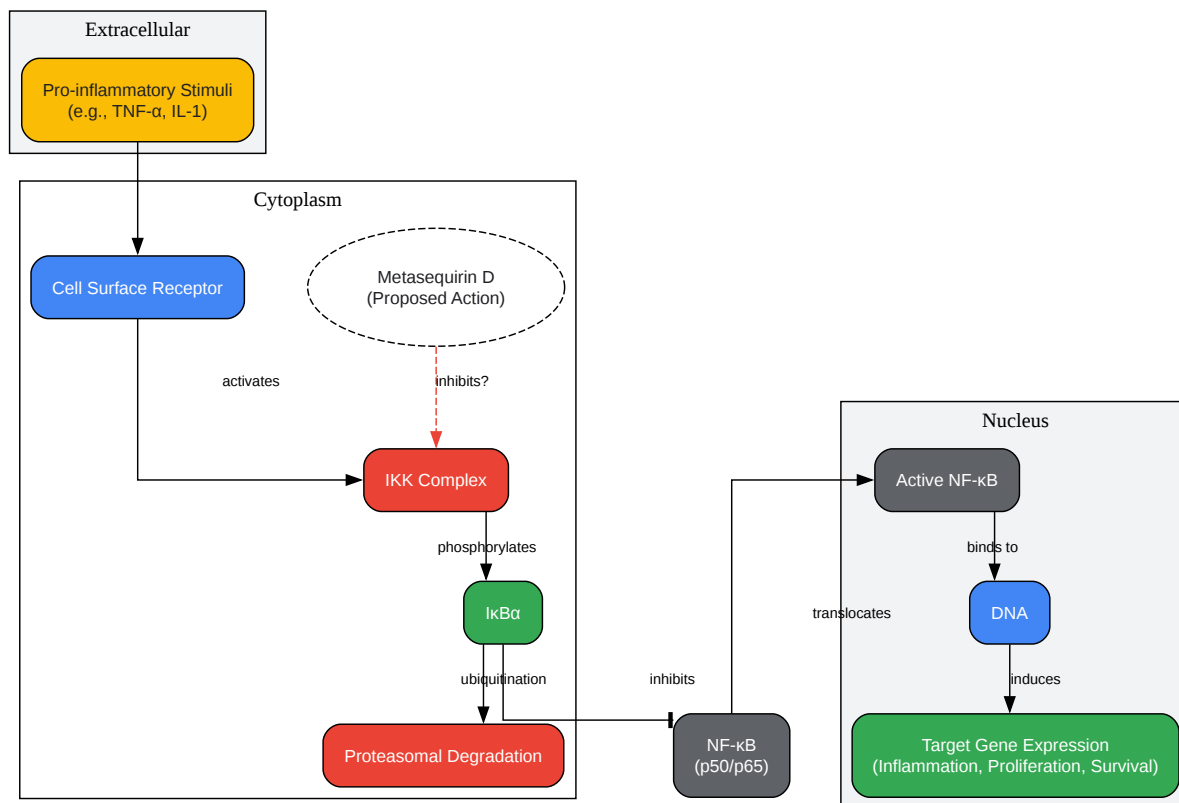 Extracellular
Pro-inflammatory Stimuli
(e.g., TNF-α, IL-1)
Cytoplasm
Metasequirin D
(Proposed Action)
Cell Surface Receptor
activates
inhibits?
Nucleus
IKK Complex
Active NF-κB
phosphorylates
binds to
IκBα
translocates
DNA
ubiquitination
inhibits
induces
Proteasomal Degradation
NF-κB
(p50/p65)
Target Gene Expression
(Inflammation, Proliferation, Survival)